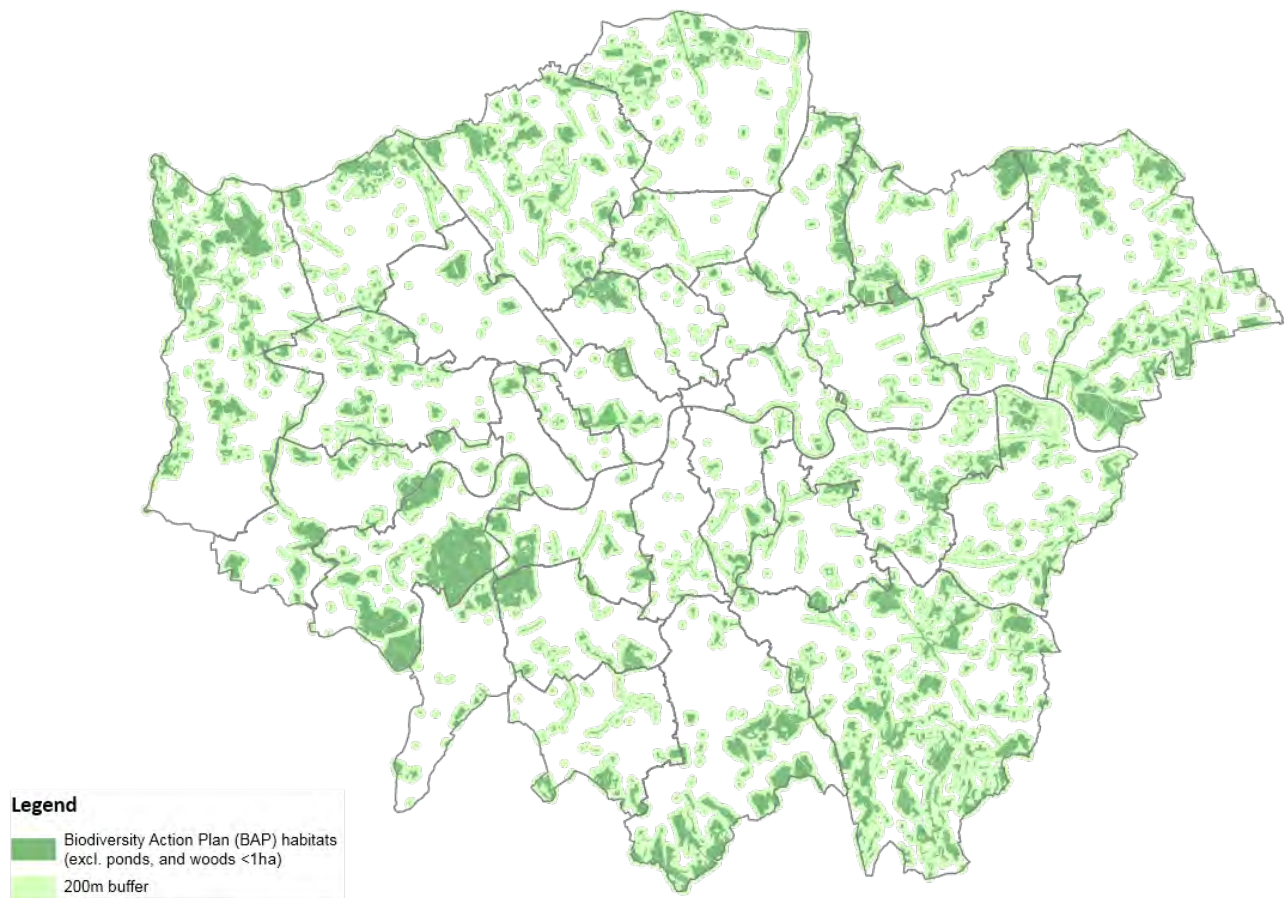 Legend
Biodiversity Action Plan (BAP) habitats
(excl. ponds, and woods <1ha)
200m buffer